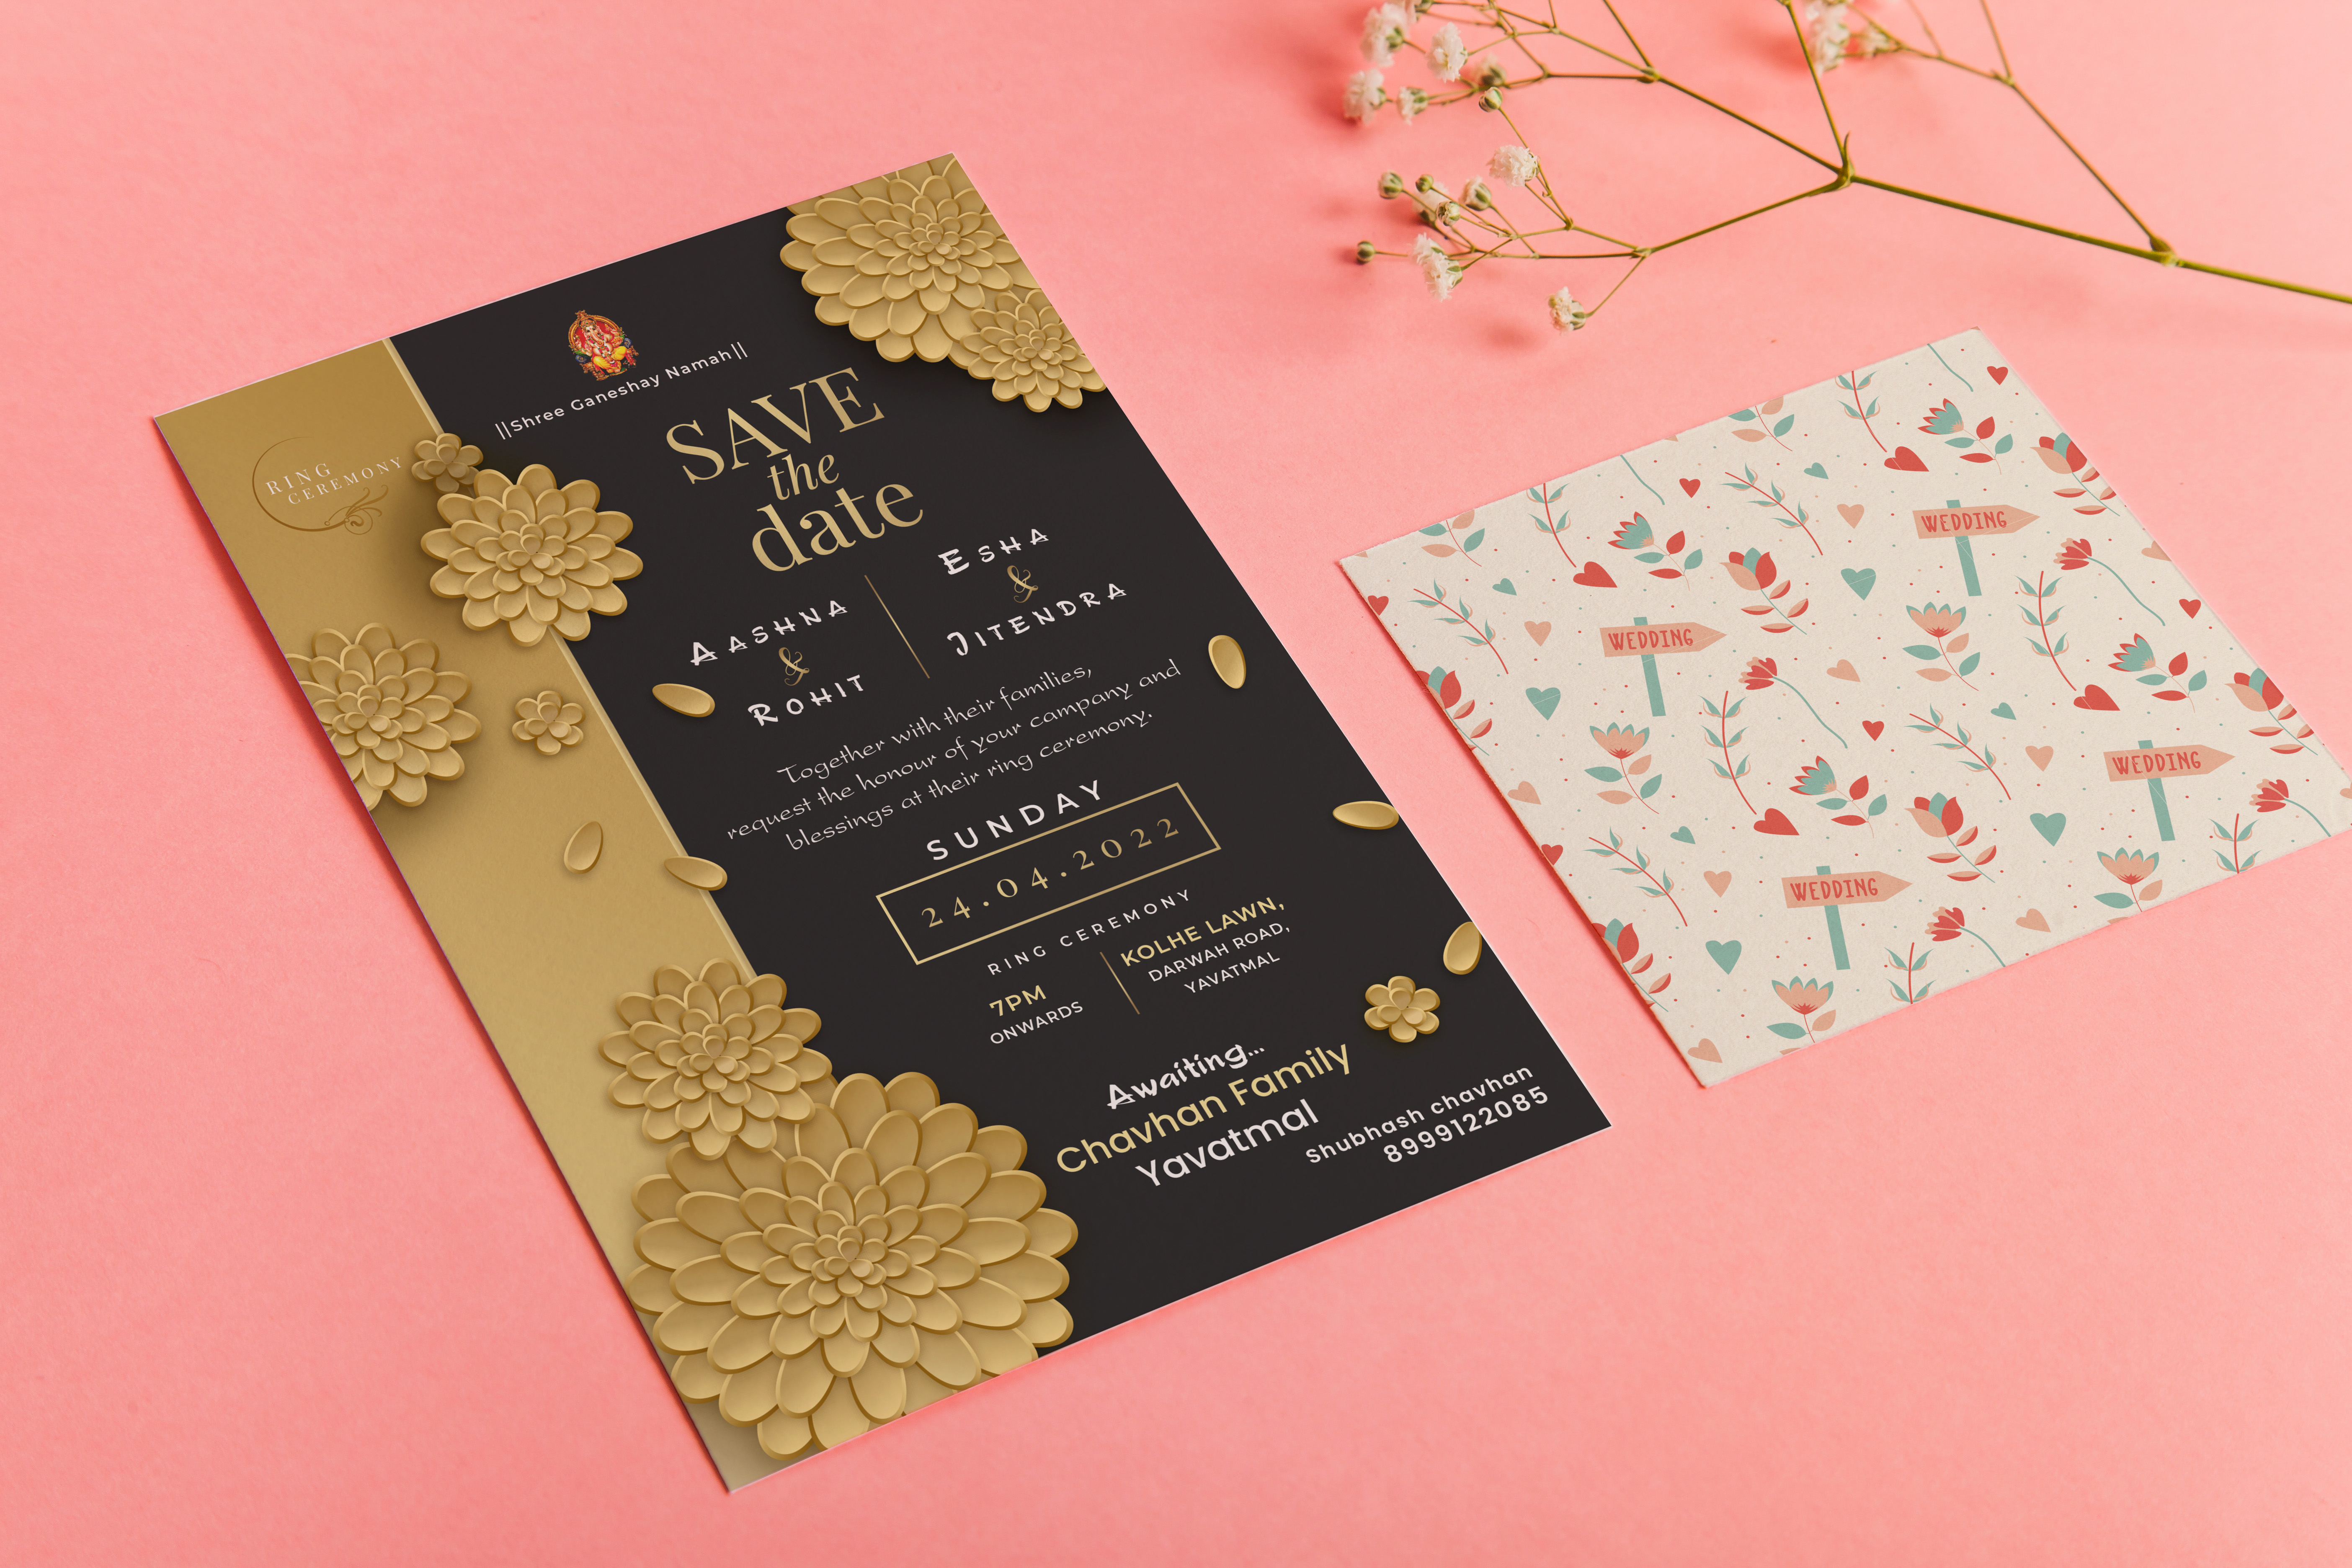 ||Shree Ganeshay Namah||
RING
CEREMONY
SAVE
the
date
AASHNA
&
ROHIT
ESHA
&
JITENDRA
Together with their families,
request the honour of your campany and
blessings at their ring ceremony.
SUNDAY
24.04.2022
RING CEREMONY
7PM
ONWARDS
KOLHE LAWN,
DARWAH ROAD,
YAVATMAL
Awaiting...
Chavhan Family
Yavatmal
Shubhash chavhan
8999122085
WEDDING
WEDDING
WEDDING
WEDDING